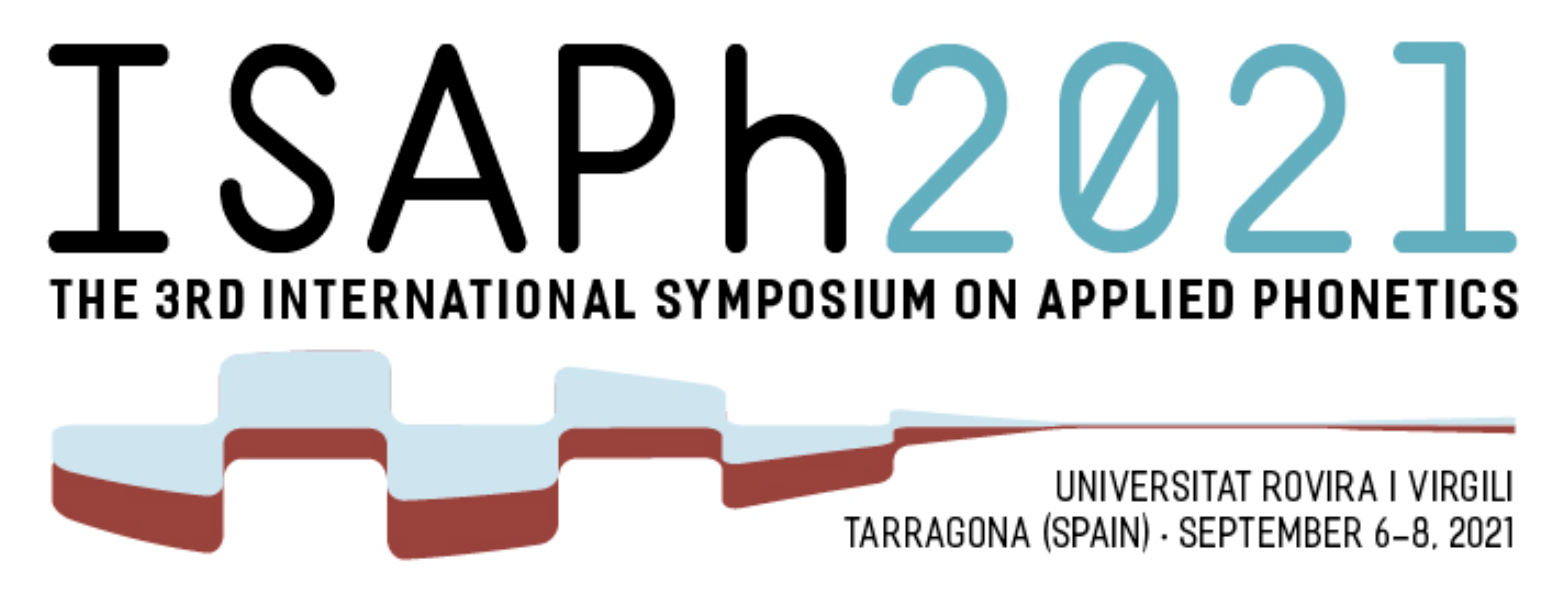 ISAPh2021
THE 3RD INTERNATIONAL SYMPOSIUM ON APPLIED PHONETICS
UNIVERSITAT ROVIRA I VIRGILI
TARRAGONA (SPAIN) · SEPTEMBER 6–8, 2021